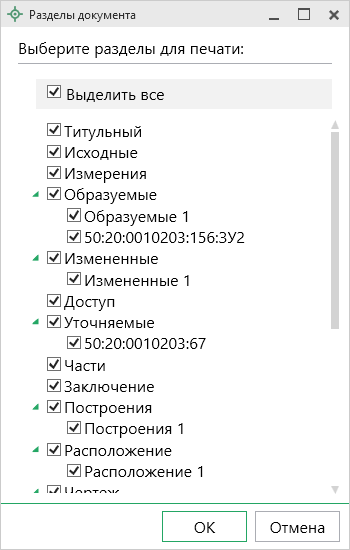 Разделы документа
Выберите разделы для печати:
Выделить все
Титульный
Исходные
Измерения
Образуемые
Образуемые 1
50:20:0010203:156:ЗУ2
Измененные
Измененные 1
Доступ
Уточняемые
50:20:0010203:67
Части
Заключение
Построения
Построения 1
Расположение
Расположение 1
Чертеж
ОК
Отмена